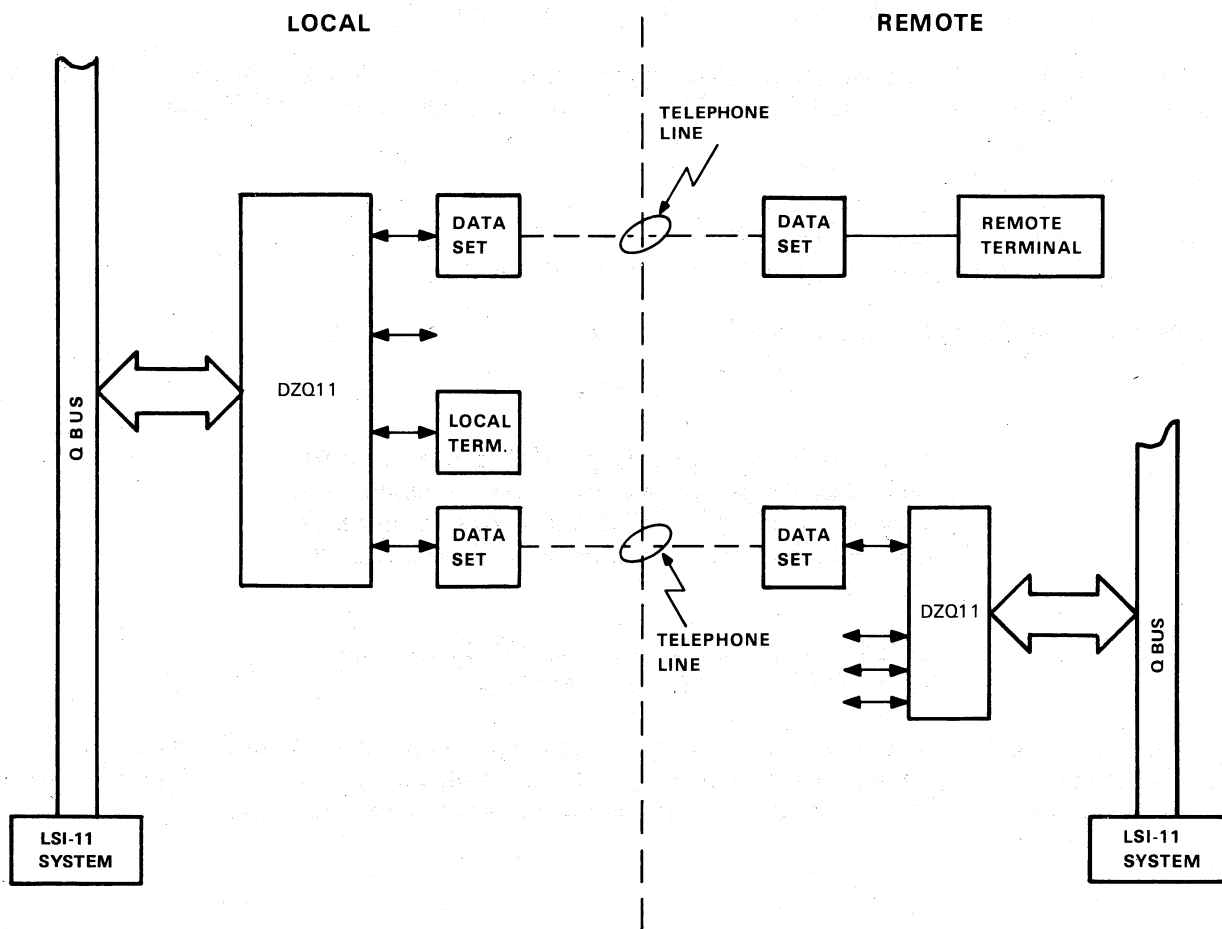 LOCAL
REMOTE
TELEPHONE
LINE
DATA
SET
DATA
SET
REMOTE
TERMINAL
DZQ11
Q BUS
LOCAL
TERM.
DATA
SET
DATA
SET
DZQ11
Q BUS
TELEPHONE
LINE
LSI-11
SYSTEM
LSI-11
SYSTEM